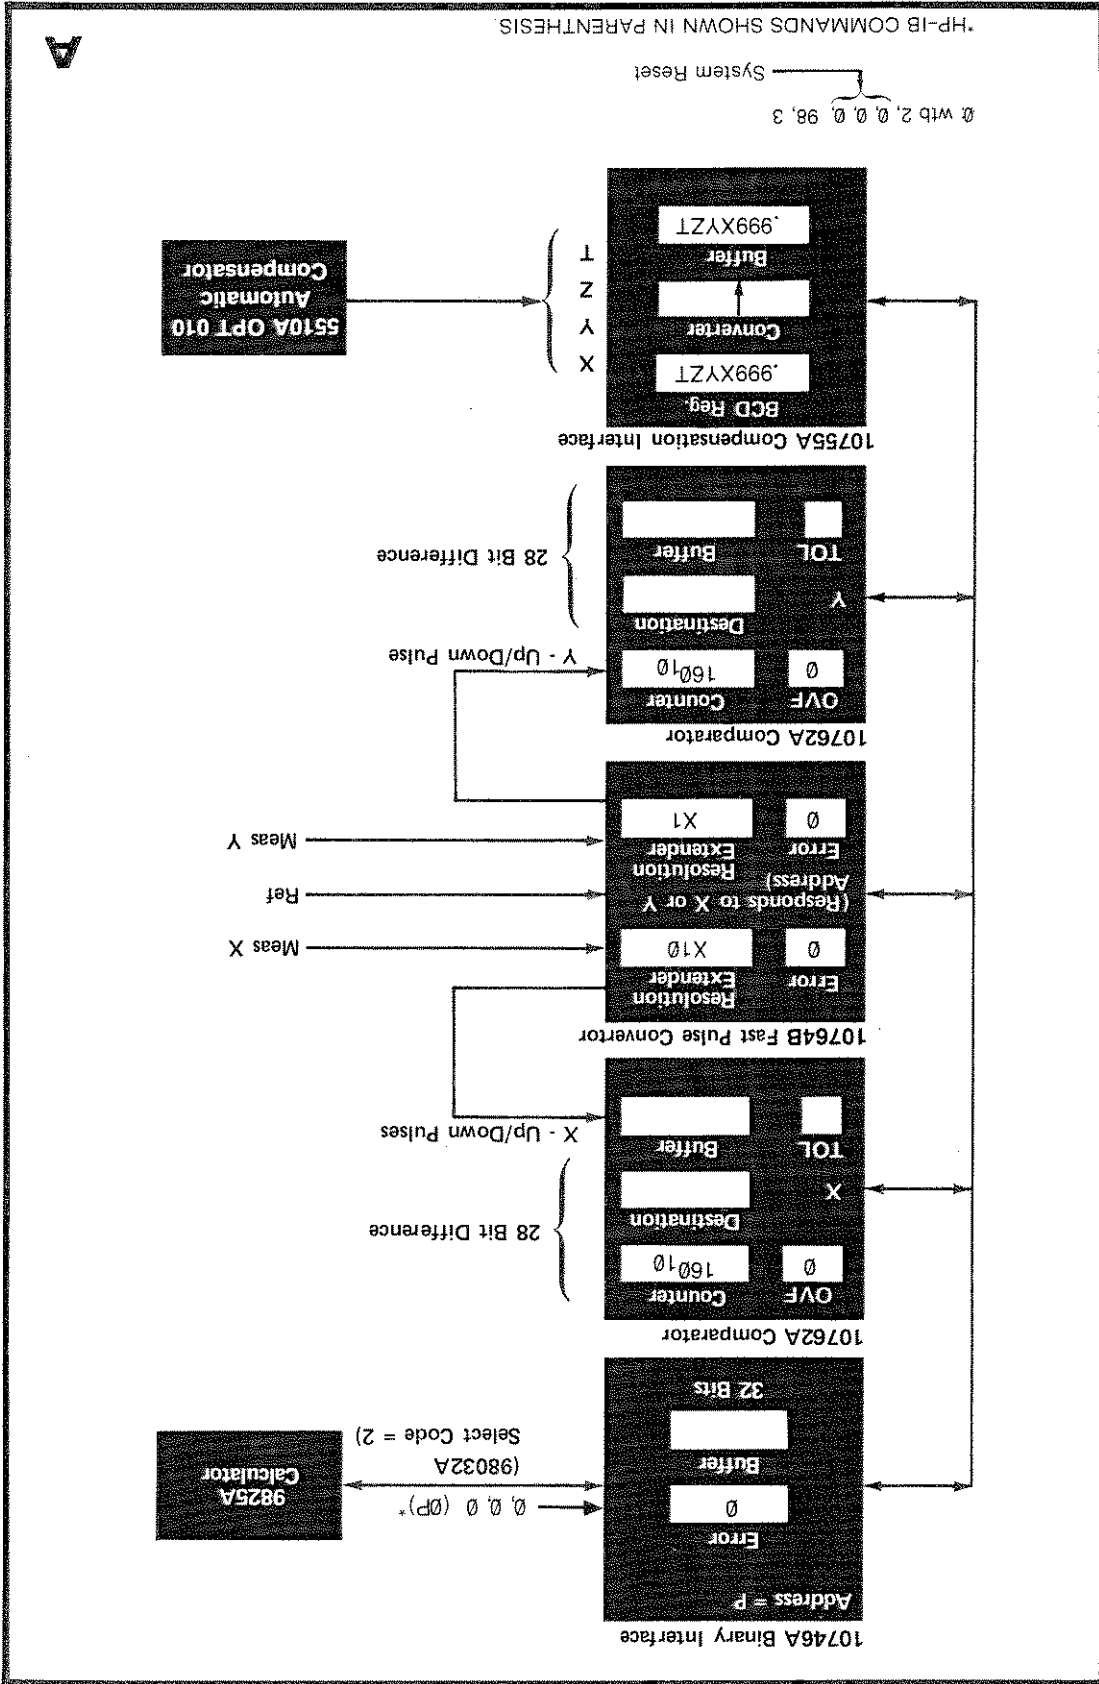 10746A Binary Interface
Address = P
Error
Ø
Buffer
32 Bits
Ø, Ø, Ø (ØP)*
(98032A
Select Code = 2)
9825A
Calculator
10762A Comparator
OVF
Ø
Counter
16Ø1Ø
X
Destination
TOL
Buffer
28 Bit Difference
X - Up/Down Pulses
10764B Fast Pulse Convertor
Error
Ø
Resolution
Extender
X1Ø
(Responds to X or Y
Address)
Error
Ø
Resolution
Extender
X1
Meas X
Ref
Meas Y
10762A Comparator
OVF
Ø
Counter
16Ø1Ø
Y - Up/Down Pulse
Y
Destination
TOL
Buffer
28 Bit Difference
10755A Compensation Interface
BCD Reg.
.999XYZT
Converter
Buffer
.999XYZT
X
Y
Z
T
5510A OPT 010
Automatic
Compensator
Ø wtb 2, Ø, Ø, Ø, 98, 3
System Reset
*HP-IB COMMANDS SHOWN IN PARENTHESIS
A